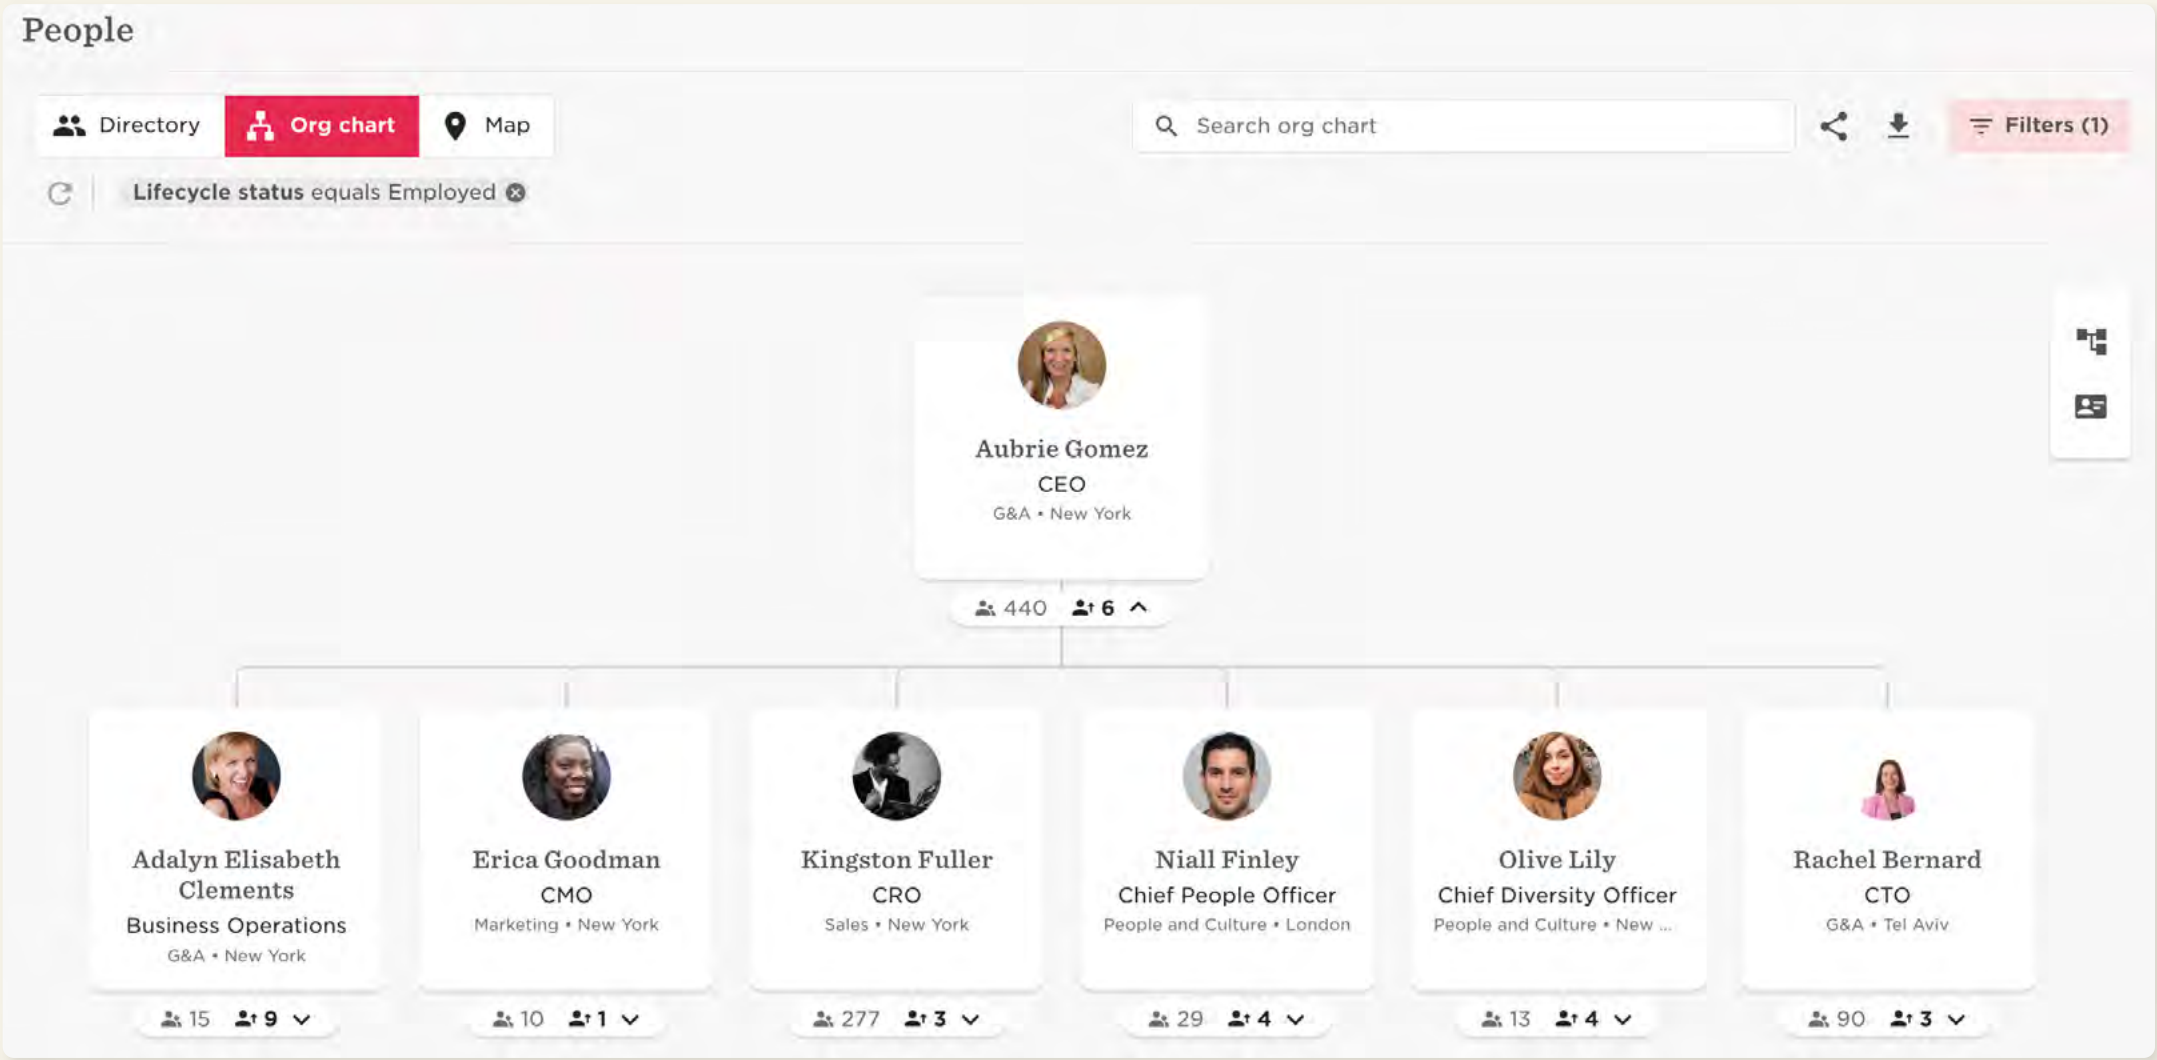 People
Directory
Org chart
Map
Search org chart
Filters (1)
Lifecycle status equals Employed
Aubrie Gomez
CEO
G&A • New York
440 6
Adalyn Elisabeth
Clements
Business Operations
G&A • New York
15 9
Erica Goodman
CMO
Marketing • New York
10 1
Kingston Fuller
CRO
Sales • New York
277 3
Niall Finley
Chief People Officer
People and Culture • London
29 4
Olive Lily
Chief Diversity Officer
People and Culture • New ...
13 4
Rachel Bernard
CTO
G&A • Tel Aviv
90 3